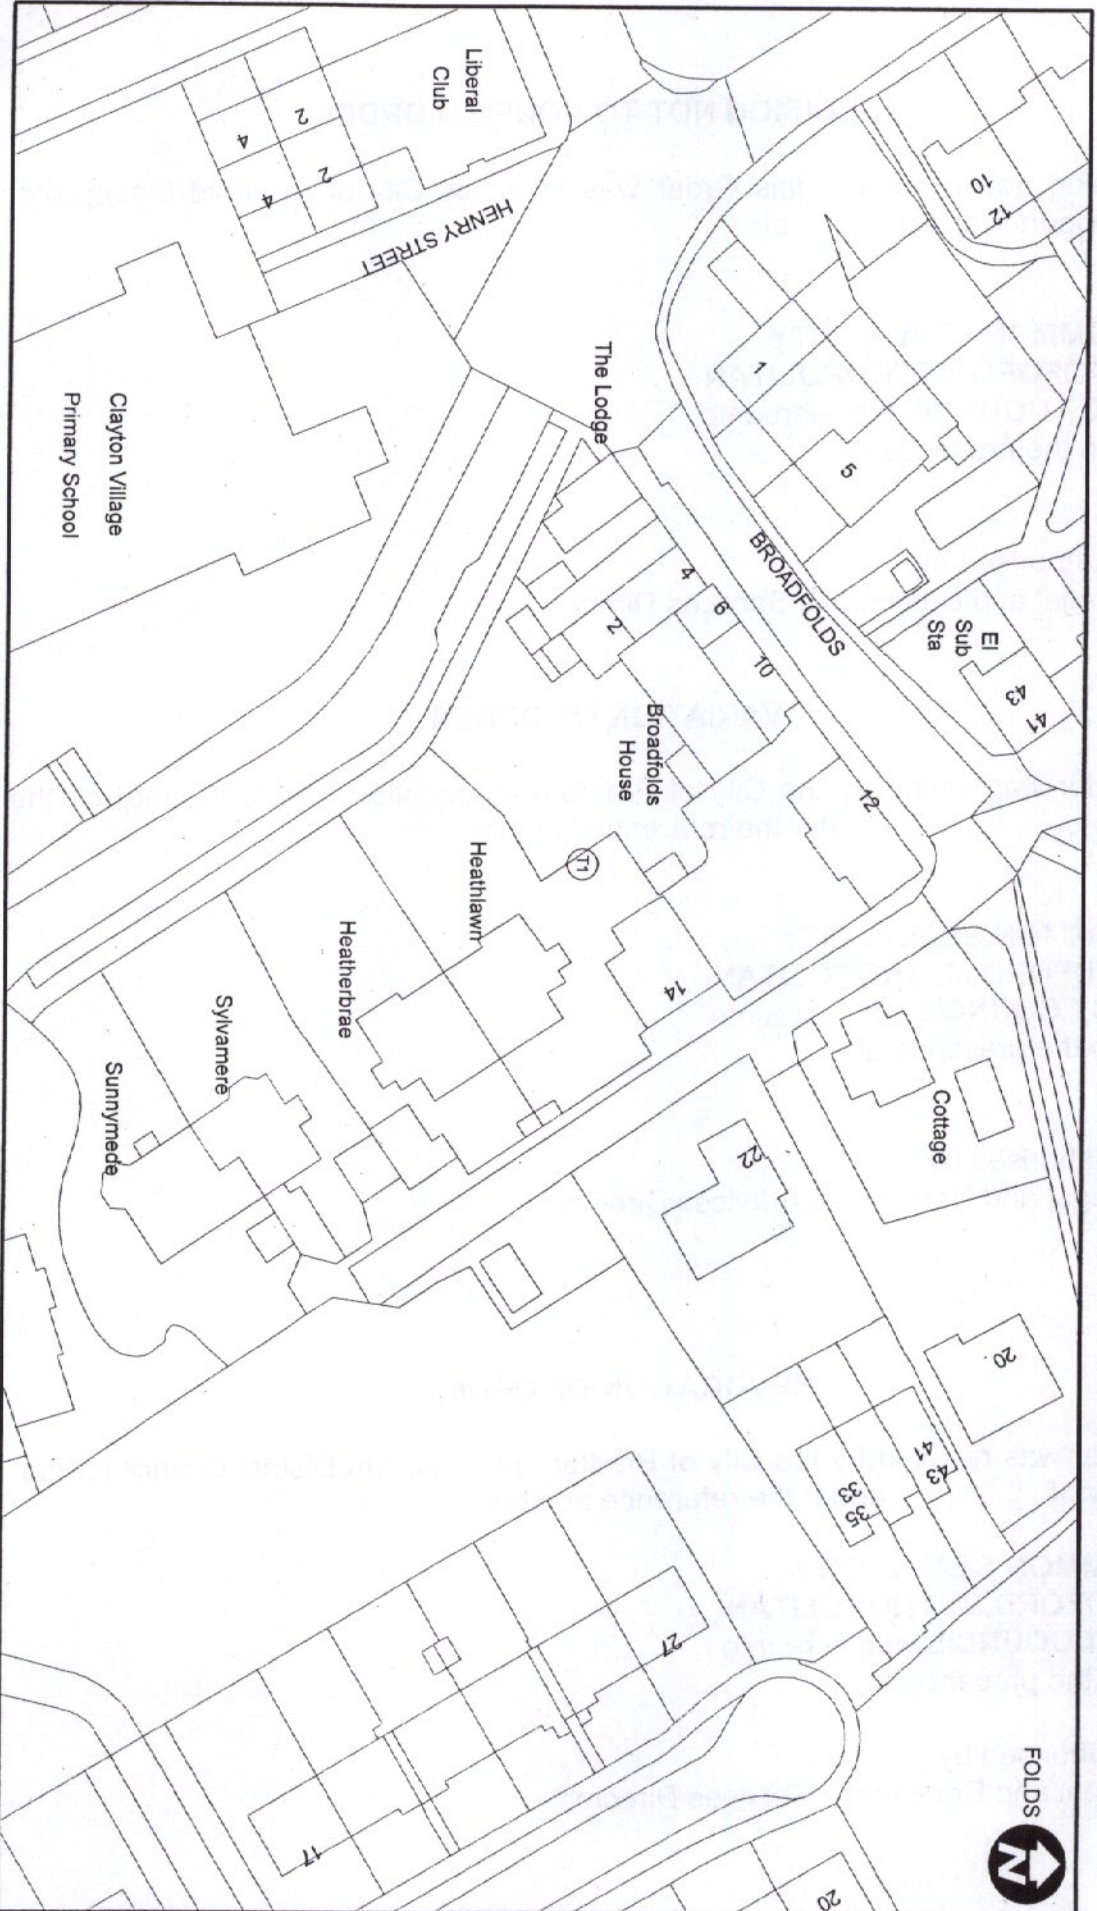 Liberal
Club
2
4
2
4
HENRY STREET
Clayton Village
Primary School
10
12
1
5
The Lodge
BROADFOLDS
El
Sub
Sta
43
41
4
6
2
10
12
Broadfolds
House
T1
Heathlawn
Heatherbrae
Sylvamere
Sunnymede
14
Cottage
22
20
41
43
33
35
27
17
20
FOLDS
N